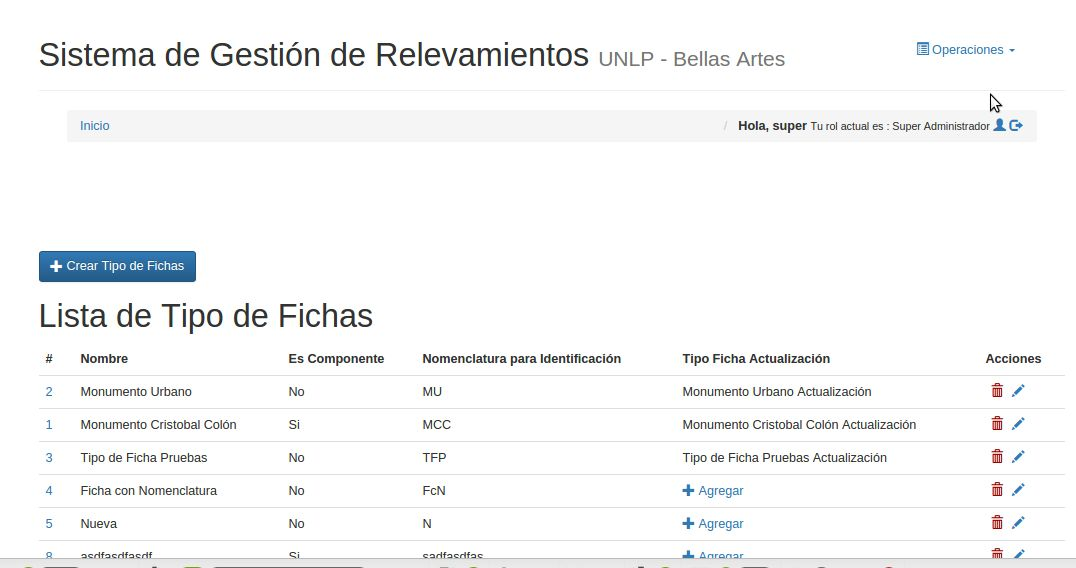 Sistema de Gestión de Relevamientos UNLP - Bellas Artes
Operaciones
Inicio / Hola, super Tu rol actual es : Super Administrador
Crear Tipo de Fichas
Lista de Tipo de Fichas
# Nombre Es Componente Nomenclatura para Identificación Tipo Ficha Actualización Acciones
2 Monumento Urbano No MU Monumento Urbano Actualización
1 Monumento Cristobal Colón Si MCC Monumento Cristobal Colón Actualización
3 Tipo de Ficha Pruebas No TFP Tipo de Ficha Pruebas Actualización
4 Ficha con Nomenclatura No FcN Agregar
5 Nueva No N Agregar
8 asdfasdfasdf Si sadfasdfas Agregar